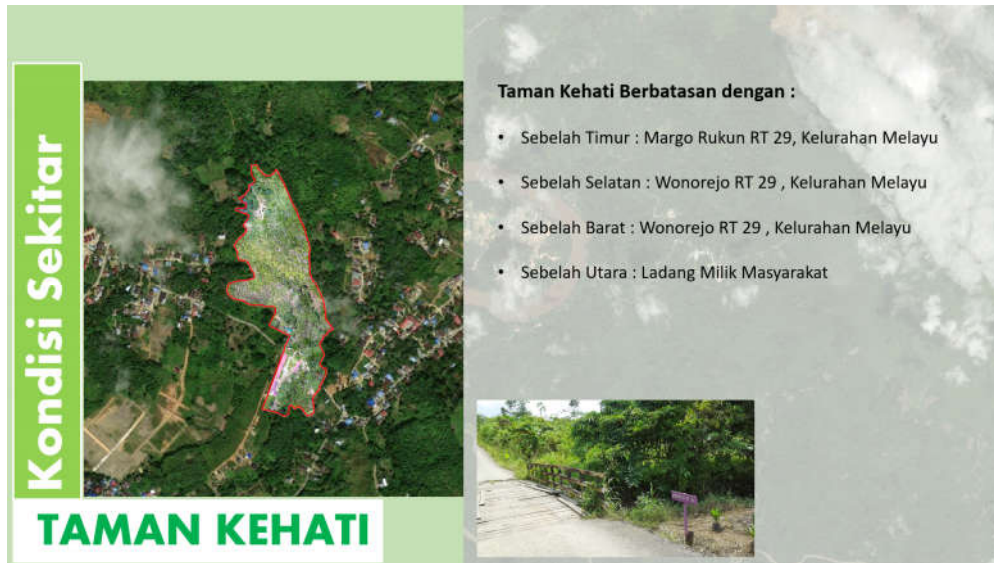 Kondisi Sekitar
TAMAN KEHATI
Taman Kehati Berbatasan dengan :
• Sebelah Timur : Margo Rukun RT 29, Kelurahan Melayu
• Sebelah Selatan : Wonorejo RT 29 , Kelurahan Melayu
• Sebelah Barat : Wonorejo RT 29 , Kelurahan Melayu
• Sebelah Utara : Ladang Milik Masyarakat